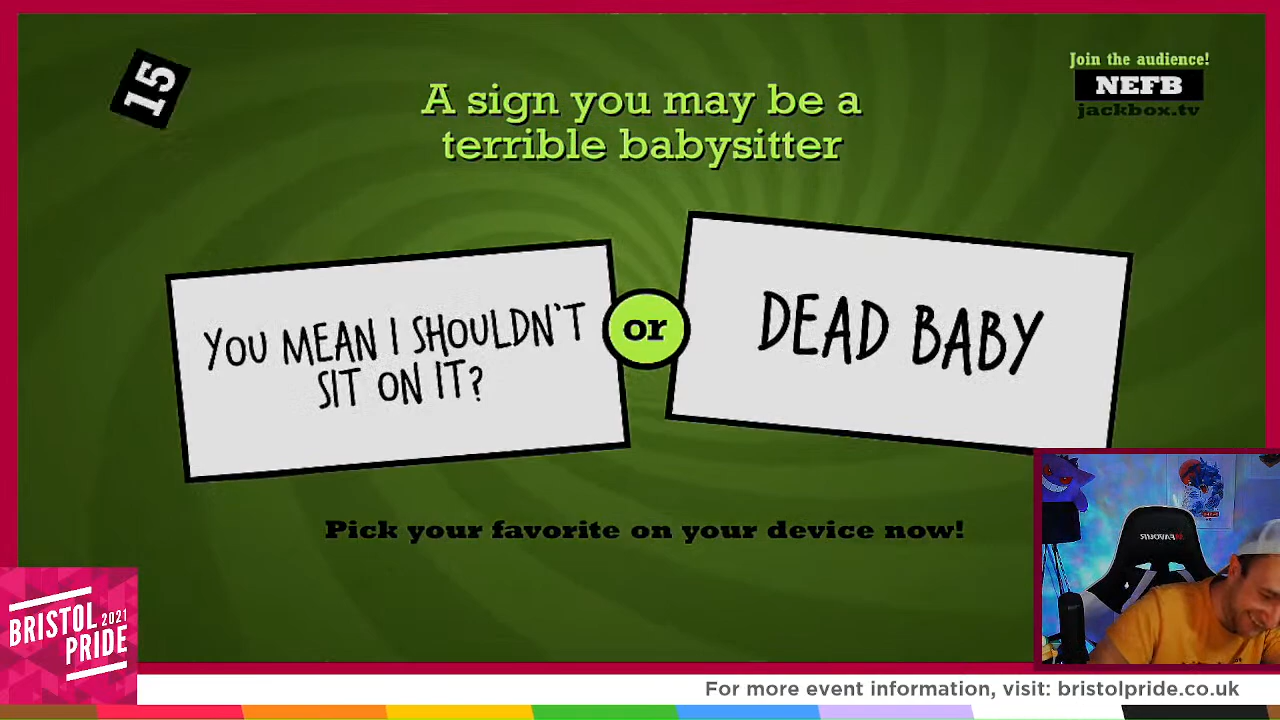 15
Join the audience!
NEFB
jackbox.tv
A sign you may be a
terrible babysitter
YOU MEAN I SHOULDN'T
SIT ON IT?
or
DEAD BABY
Pick your favorite on your device now!
BRISTOL 2021
PRIDE
For more event information, visit: bristolpride.co.uk